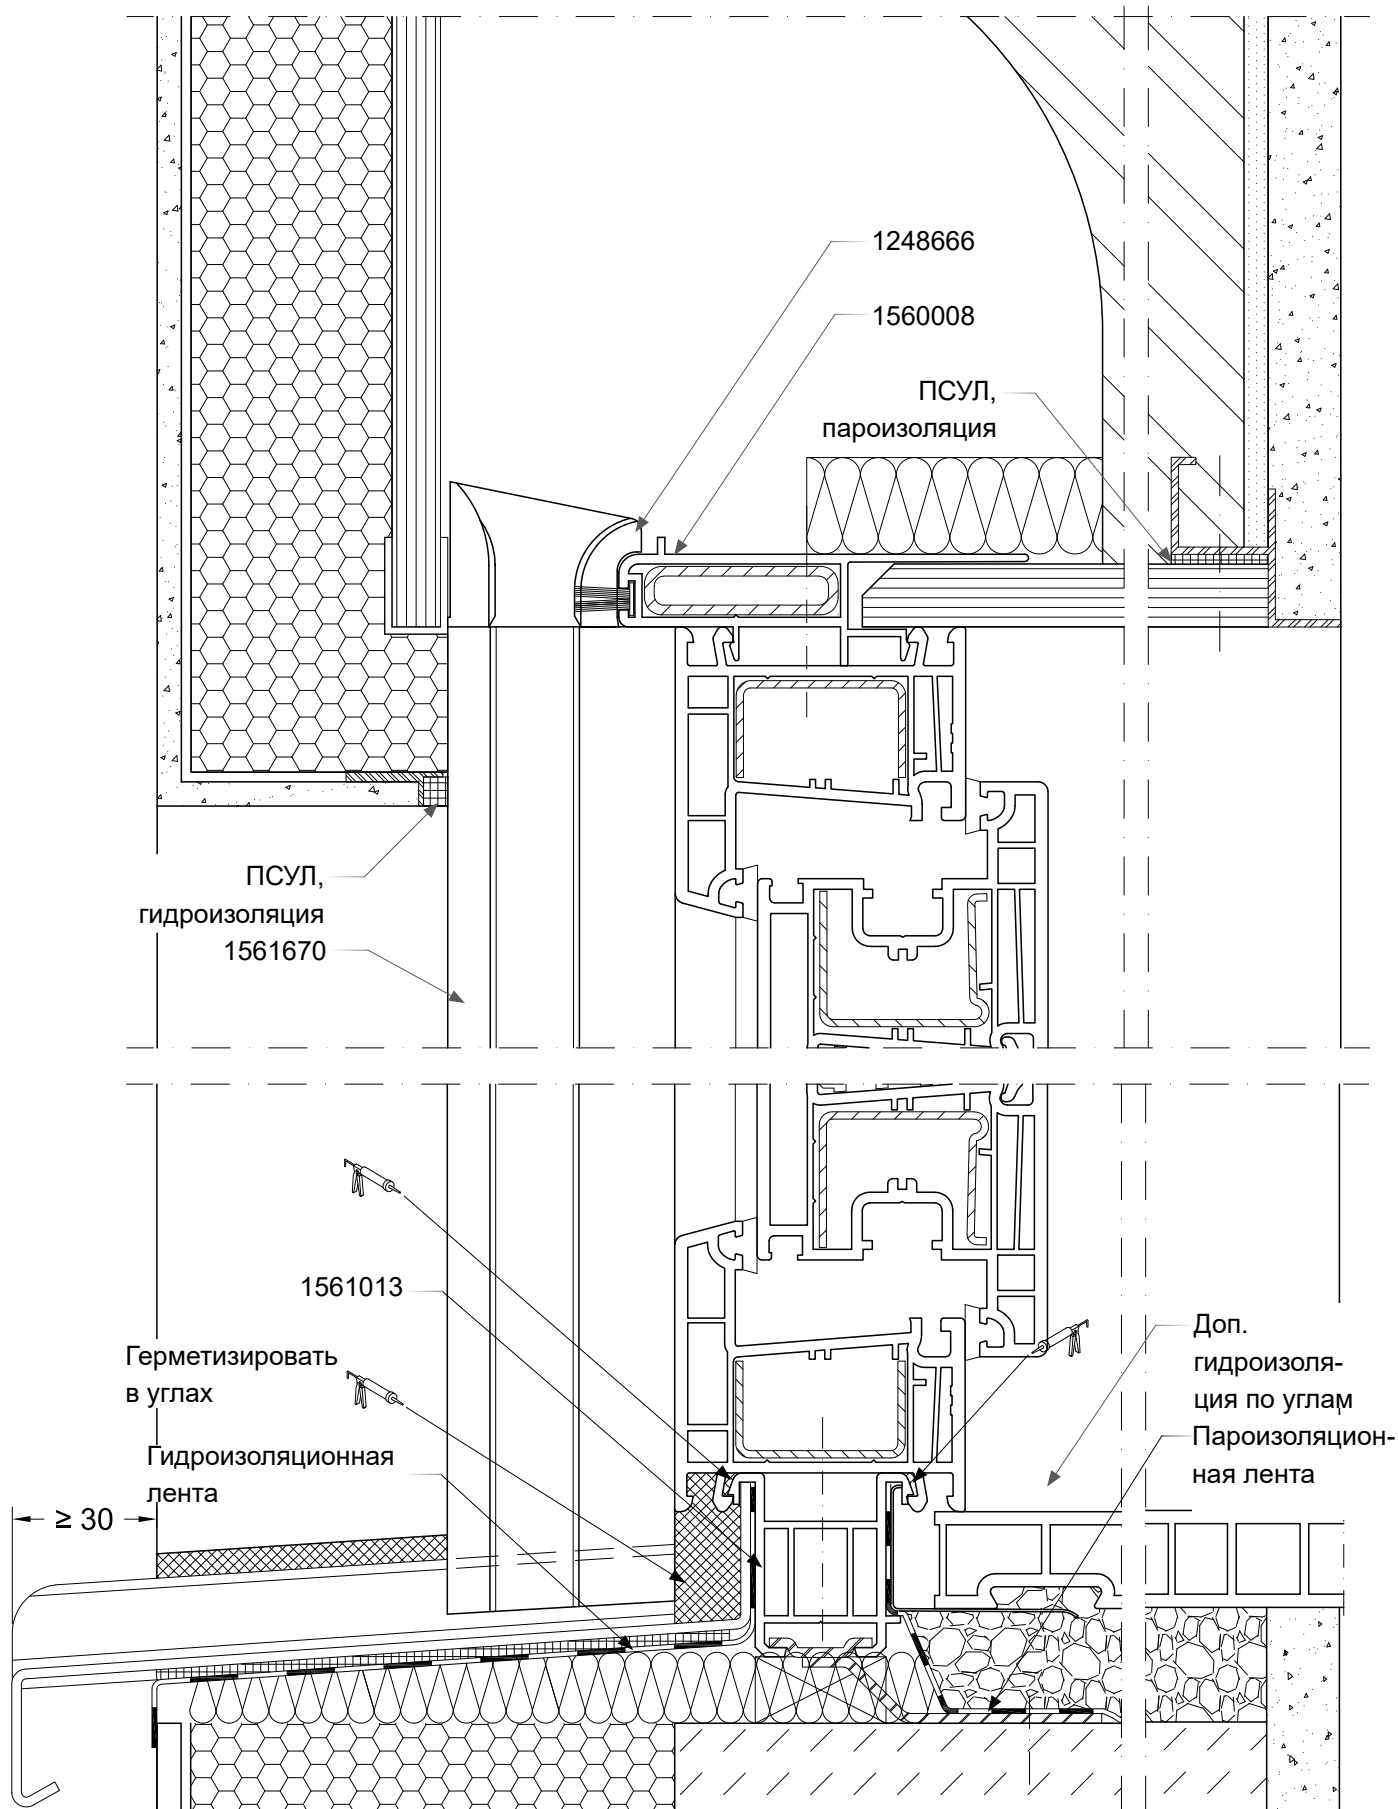 1248666
1560008
ПСУЛ,
пароизоляция
ПСУЛ,
гидроизоляция
1561670
1561013
Герметизировать
в углах
Гидроизоляционная
лента
≥ 30
Доп.
гидроизоля-
ция по углам
Пароизоляцион-
ная лента